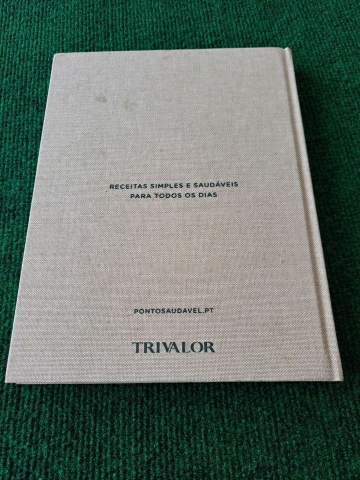 RECEITAS SIMPLES E SAUDÁVEIS
PARA TODOS OS DIAS
PONTOSAUDAVEL.PT
TRIVALOR